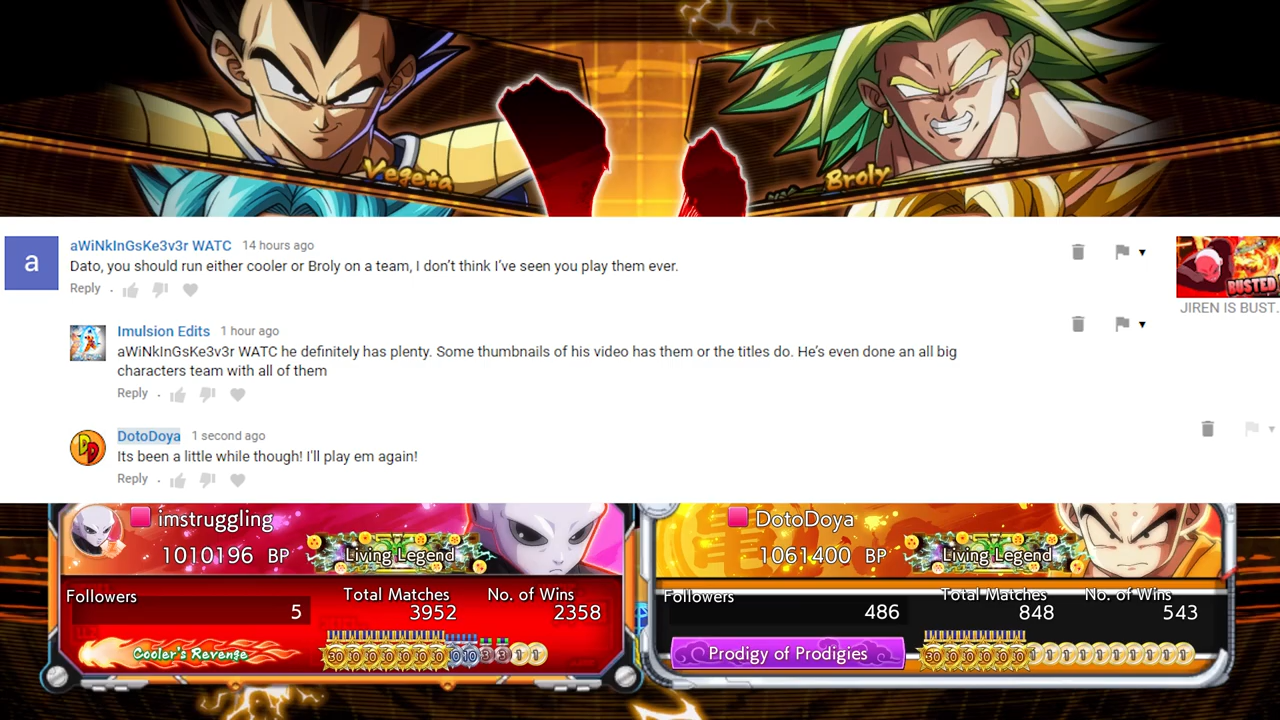 Vegeta
Broly
a
aWiNkInGsKe3v3r WATC 14 hours ago
Dato, you should run either cooler or Broly on a team, I don't think I've seen you play them ever.
Reply
BUSTED
JIREN IS BUST.
Imulsion Edits 1 hour ago
aWiNkInGsKe3v3r WATC he definitely has plenty. Some thumbnails of his video has them or the titles do. He's even done an all big
characters team with all of them
Reply
DD
DotoDoya 1 second ago
Its been a little while though! I'll play em again!
Reply
imstruggling
1010196 BP
Living Legend
Followers
5
Total Matches
3952
No. of Wins
2358
Cooler's Revenge
DotoDoya
1061400 BP
Living Legend
Followers
486
Total Matches
848
No. of Wins
543
Prodigy of Prodigies